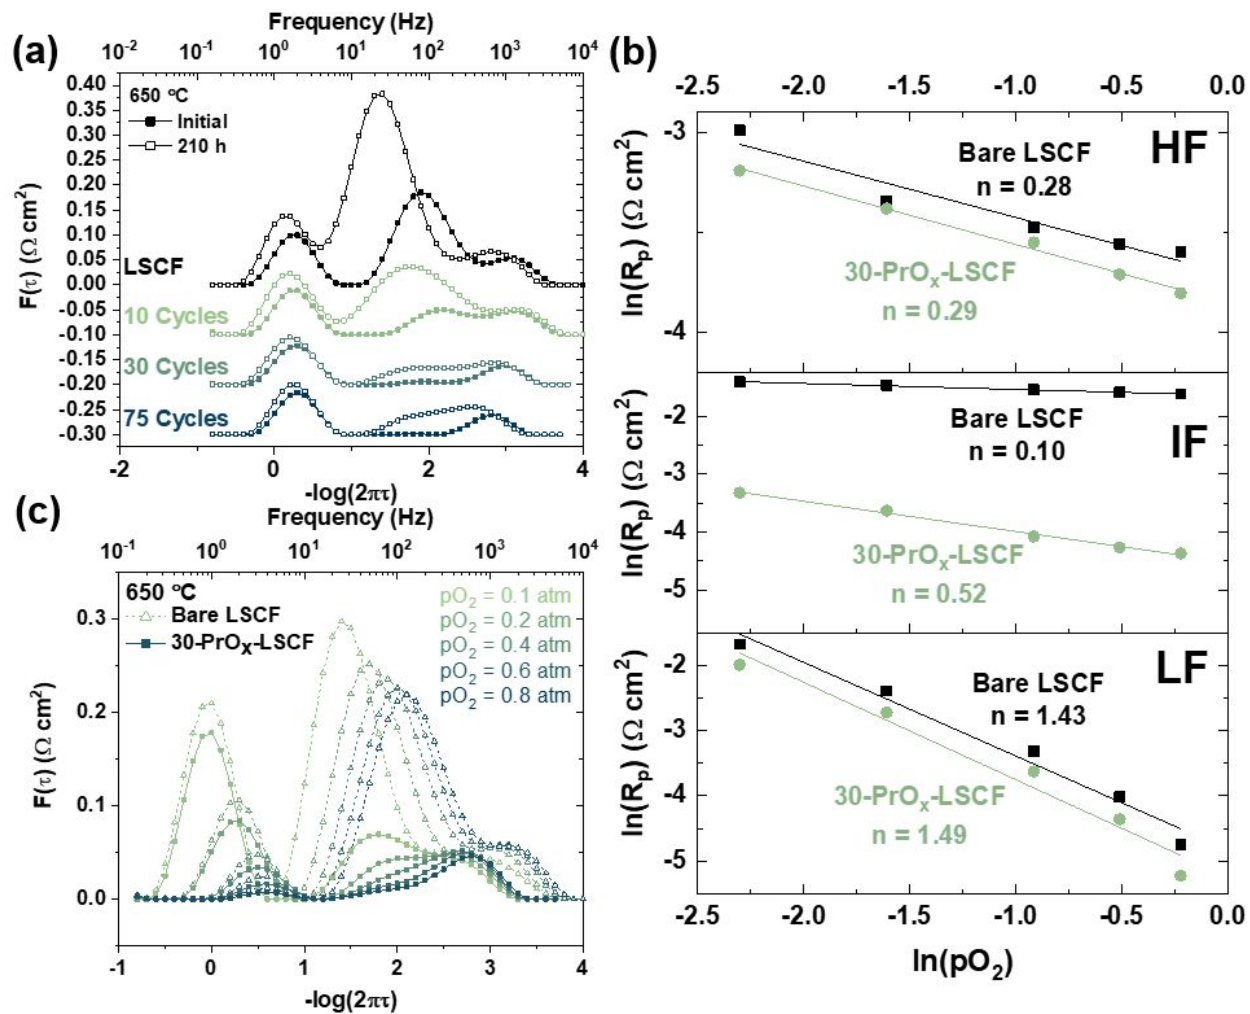 (a)
Frequency (Hz)
10⁻² 10⁻¹ 10⁰ 10¹ 10² 10³ 10⁴
0.40
0.35
0.30
0.25
0.20
0.15
0.10
0.05
0.00
-0.05
-0.10
-0.15
-0.20
-0.25
-0.30
F(τ) (Ω cm²)
650 °C
Initial
210 h
LSCF
10 Cycles
30 Cycles
75 Cycles
-2 0 2 4
-log(2πτ)
(b)
-2.5 -2.0 -1.5 -1.0 -0.5 0.0
-3
-4
ln(Rₚ) (Ω cm²)
HF
Bare LSCF
n = 0.28
30-PrOₓ-LSCF
n = 0.29
-2
-3
-4
-5
ln(Rₚ) (Ω cm²)
IF
Bare LSCF
n = 0.10
30-PrOₓ-LSCF
n = 0.52
-2
-3
-4
-5
ln(Rₚ) (Ω cm²)
LF
Bare LSCF
n = 1.43
30-PrOₓ-LSCF
n = 1.49
-2.5 -2.0 -1.5 -1.0 -0.5 0.0
ln(pO₂)
(c)
Frequency (Hz)
10⁻¹ 10⁰ 10¹ 10² 10³ 10⁴
0.3
0.2
0.1
0.0
F(τ) (Ω cm²)
650 °C
Bare LSCF
30-PrOₓ-LSCF
pO₂ = 0.1 atm
pO₂ = 0.2 atm
pO₂ = 0.4 atm
pO₂ = 0.6 atm
pO₂ = 0.8 atm
-1 0 1 2 3 4
-log(2πτ)